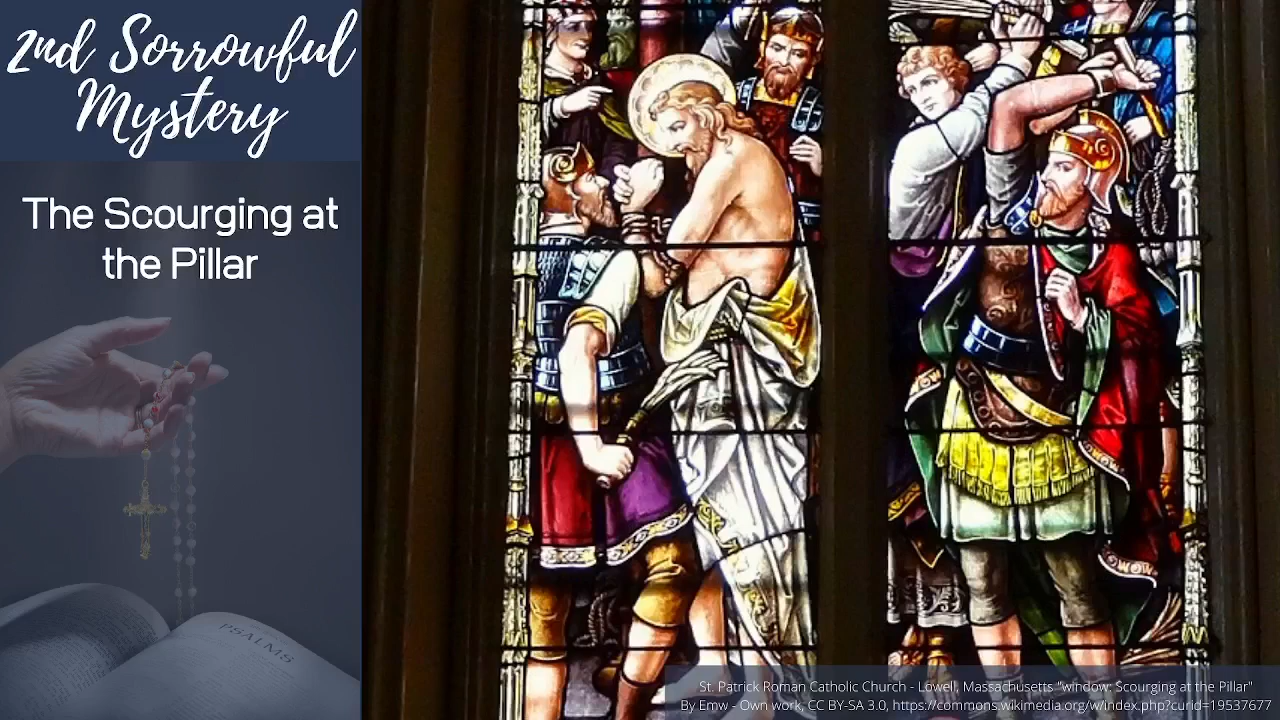 2nd Sorrowful
Mystery
The Scourging at
the Pillar
PSALMS
St. Patrick Roman Catholic Church - Lowell, Massachusetts "window: Scourging at the Pillar"
By Emw - Own work, CC BY-SA 3.0, https://commons.wikimedia.org/w/index.php?curid=19537677